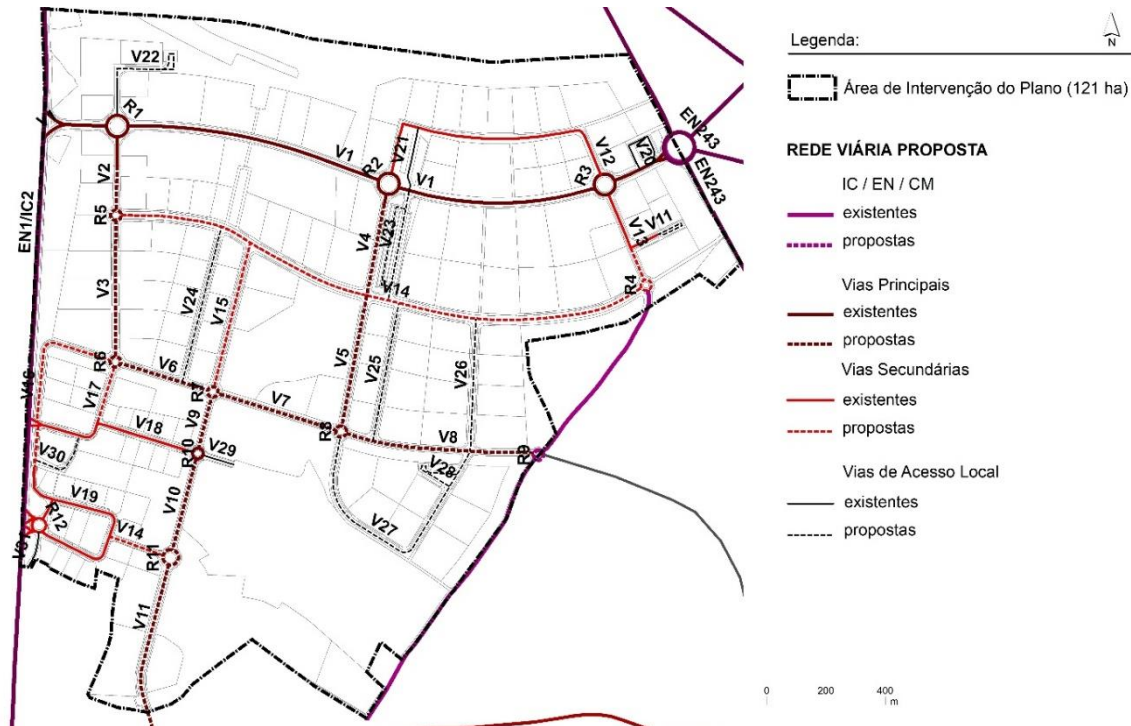 V22
R1
V1
V2
R2
V21
V1
V12
R3
V20
EN243
EN243
EN1/IC2
R5
V4
V23
V11
V13
R4
V3
V24
V15
V14
V5
V25
V26
R6
V6
V16
V17
R7
V9
V7
R8
V8
R9
V18
R10
V29
V30
V28
V27
V19
V10
R12
V14
R11
V11
Legenda:
N
Área de Intervenção do Plano (121 ha)
REDE VIÁRIA PROPOSTA
IC / EN / CM
existentes
propostas
Vias Principais
existentes
propostas
Vias Secundárias
existentes
propostas
Vias de Acesso Local
existentes
propostas
0 200 400
m